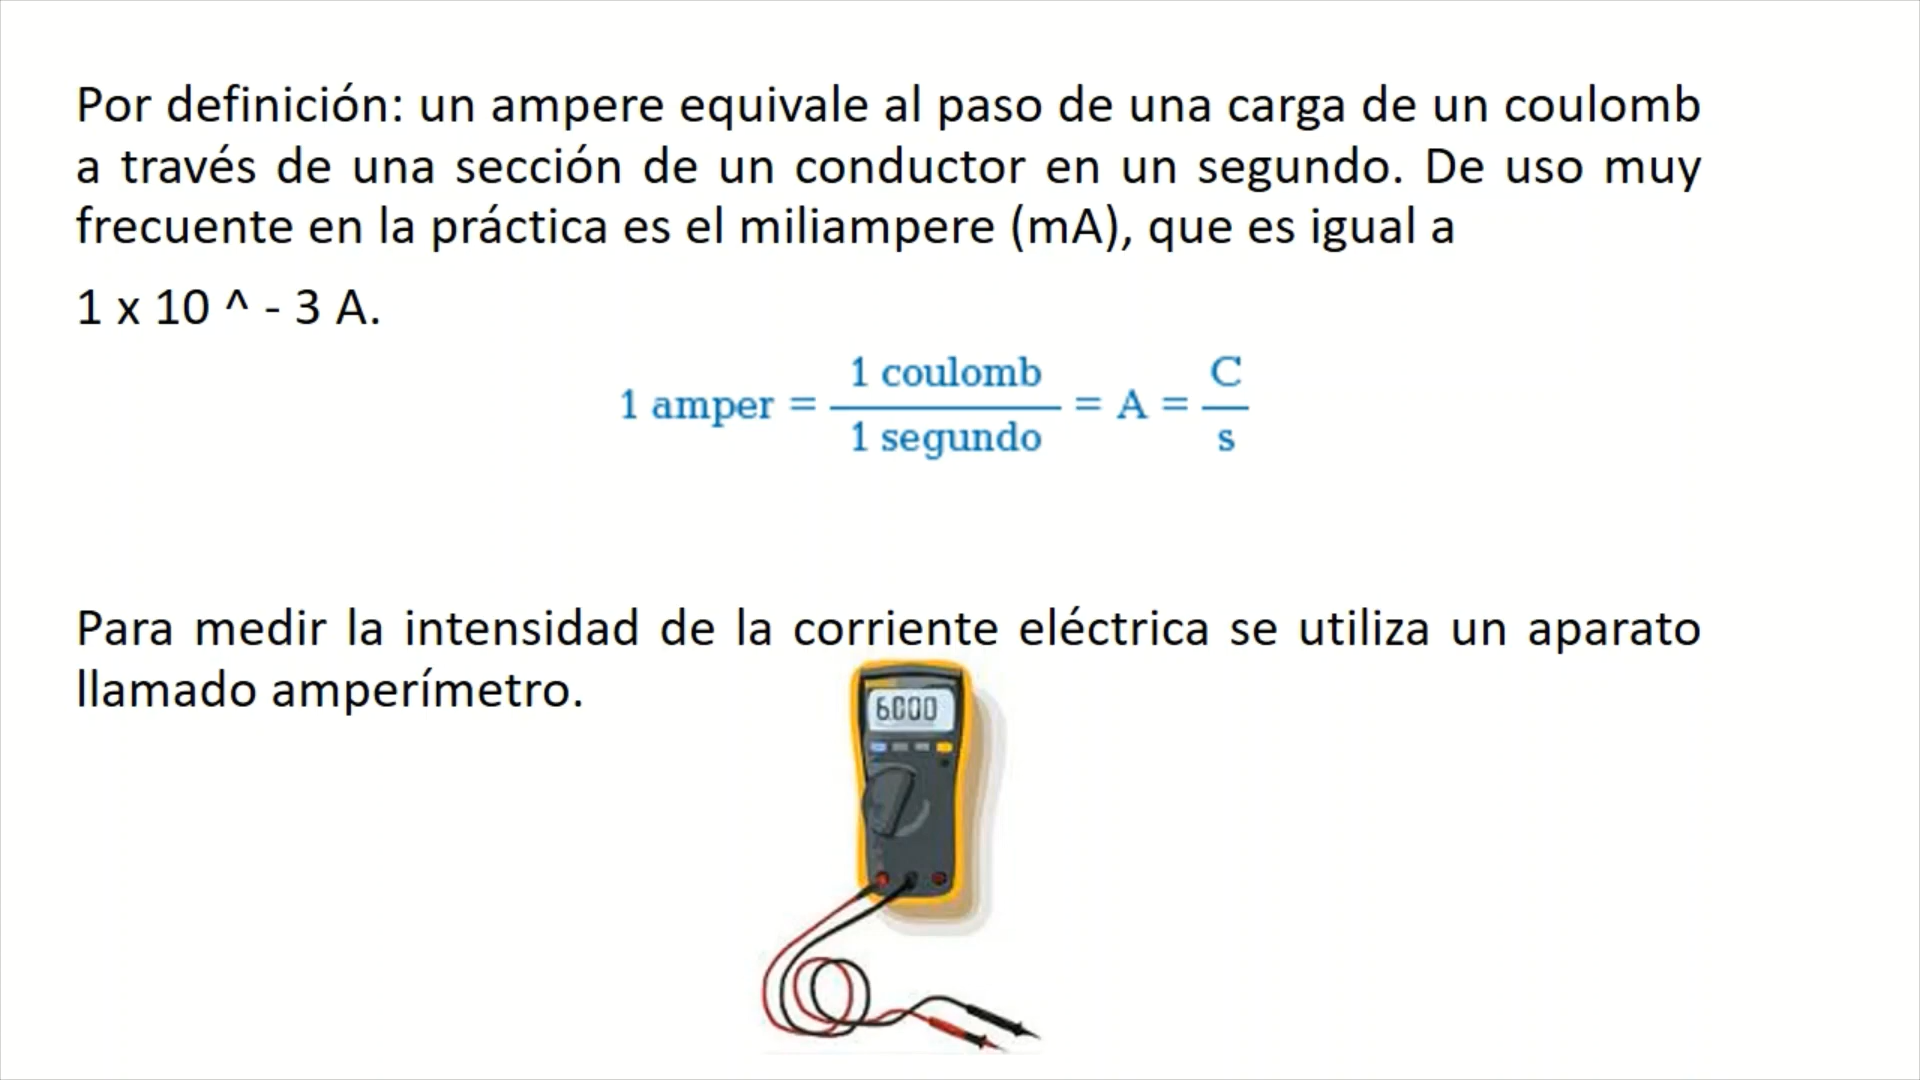 Por definición: un ampere equivale al paso de una carga de un coulomb
a través de una sección de un conductor en un segundo. De uso muy
frecuente en la práctica es el miliampere (mA), que es igual a
1 x 10 ^ - 3 A.
1 amper = 1 coulomb / 1 segundo = A = C / s
Para medir la intensidad de la corriente eléctrica se utiliza un aparato
llamado amperímetro.
6.000